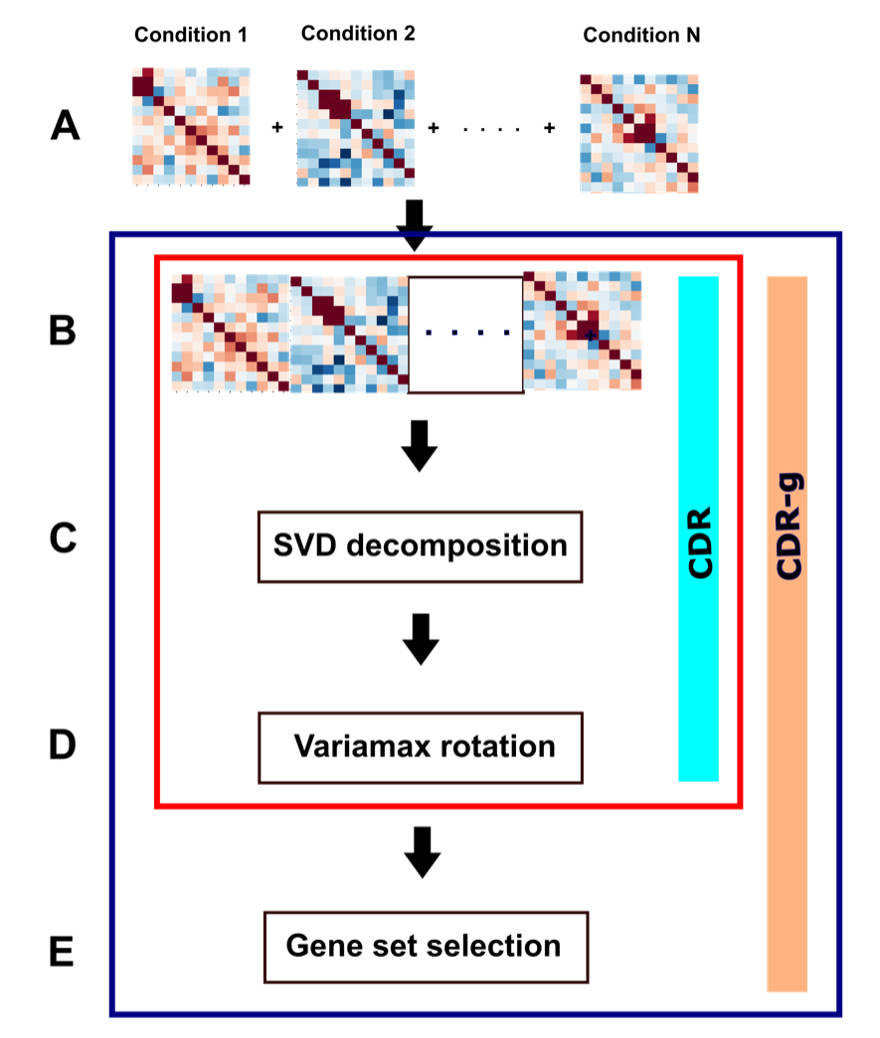 Condition 1
Condition 2
Condition N
A
+
+
. . . .
+
B
. . . .
+
C
SVD decomposition
CDR
CDR-g
D
Variamax rotation
E
Gene set selection